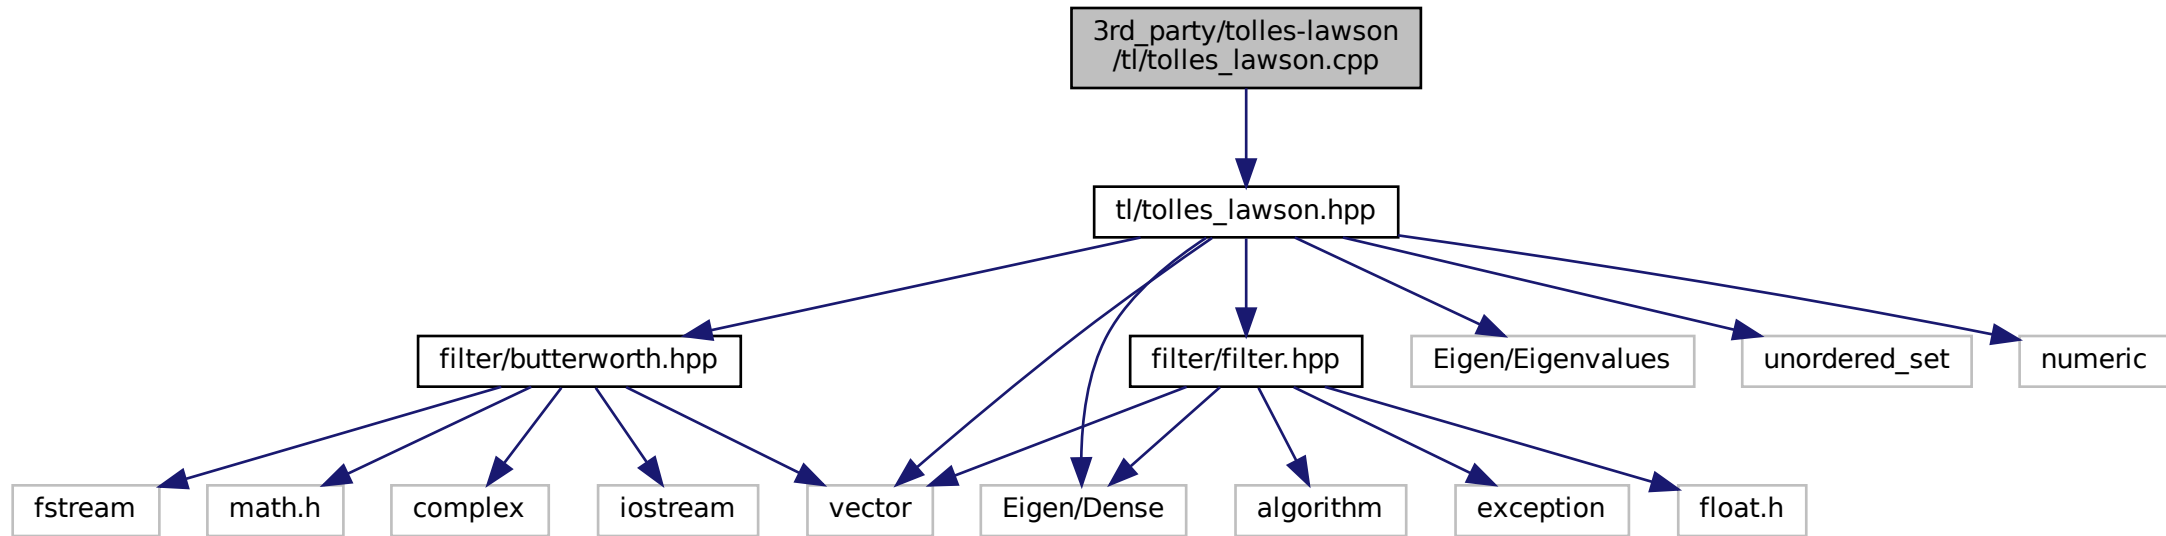 3rd_party/tolles-lawson
/tl/tolles_lawson.cpp
tl/tolles_lawson.hpp
filter/butterworth.hpp
filter/filter.hpp
Eigen/Eigenvalues
unordered_set
numeric
fstream
math.h
complex
iostream
vector
Eigen/Dense
algorithm
exception
float.h